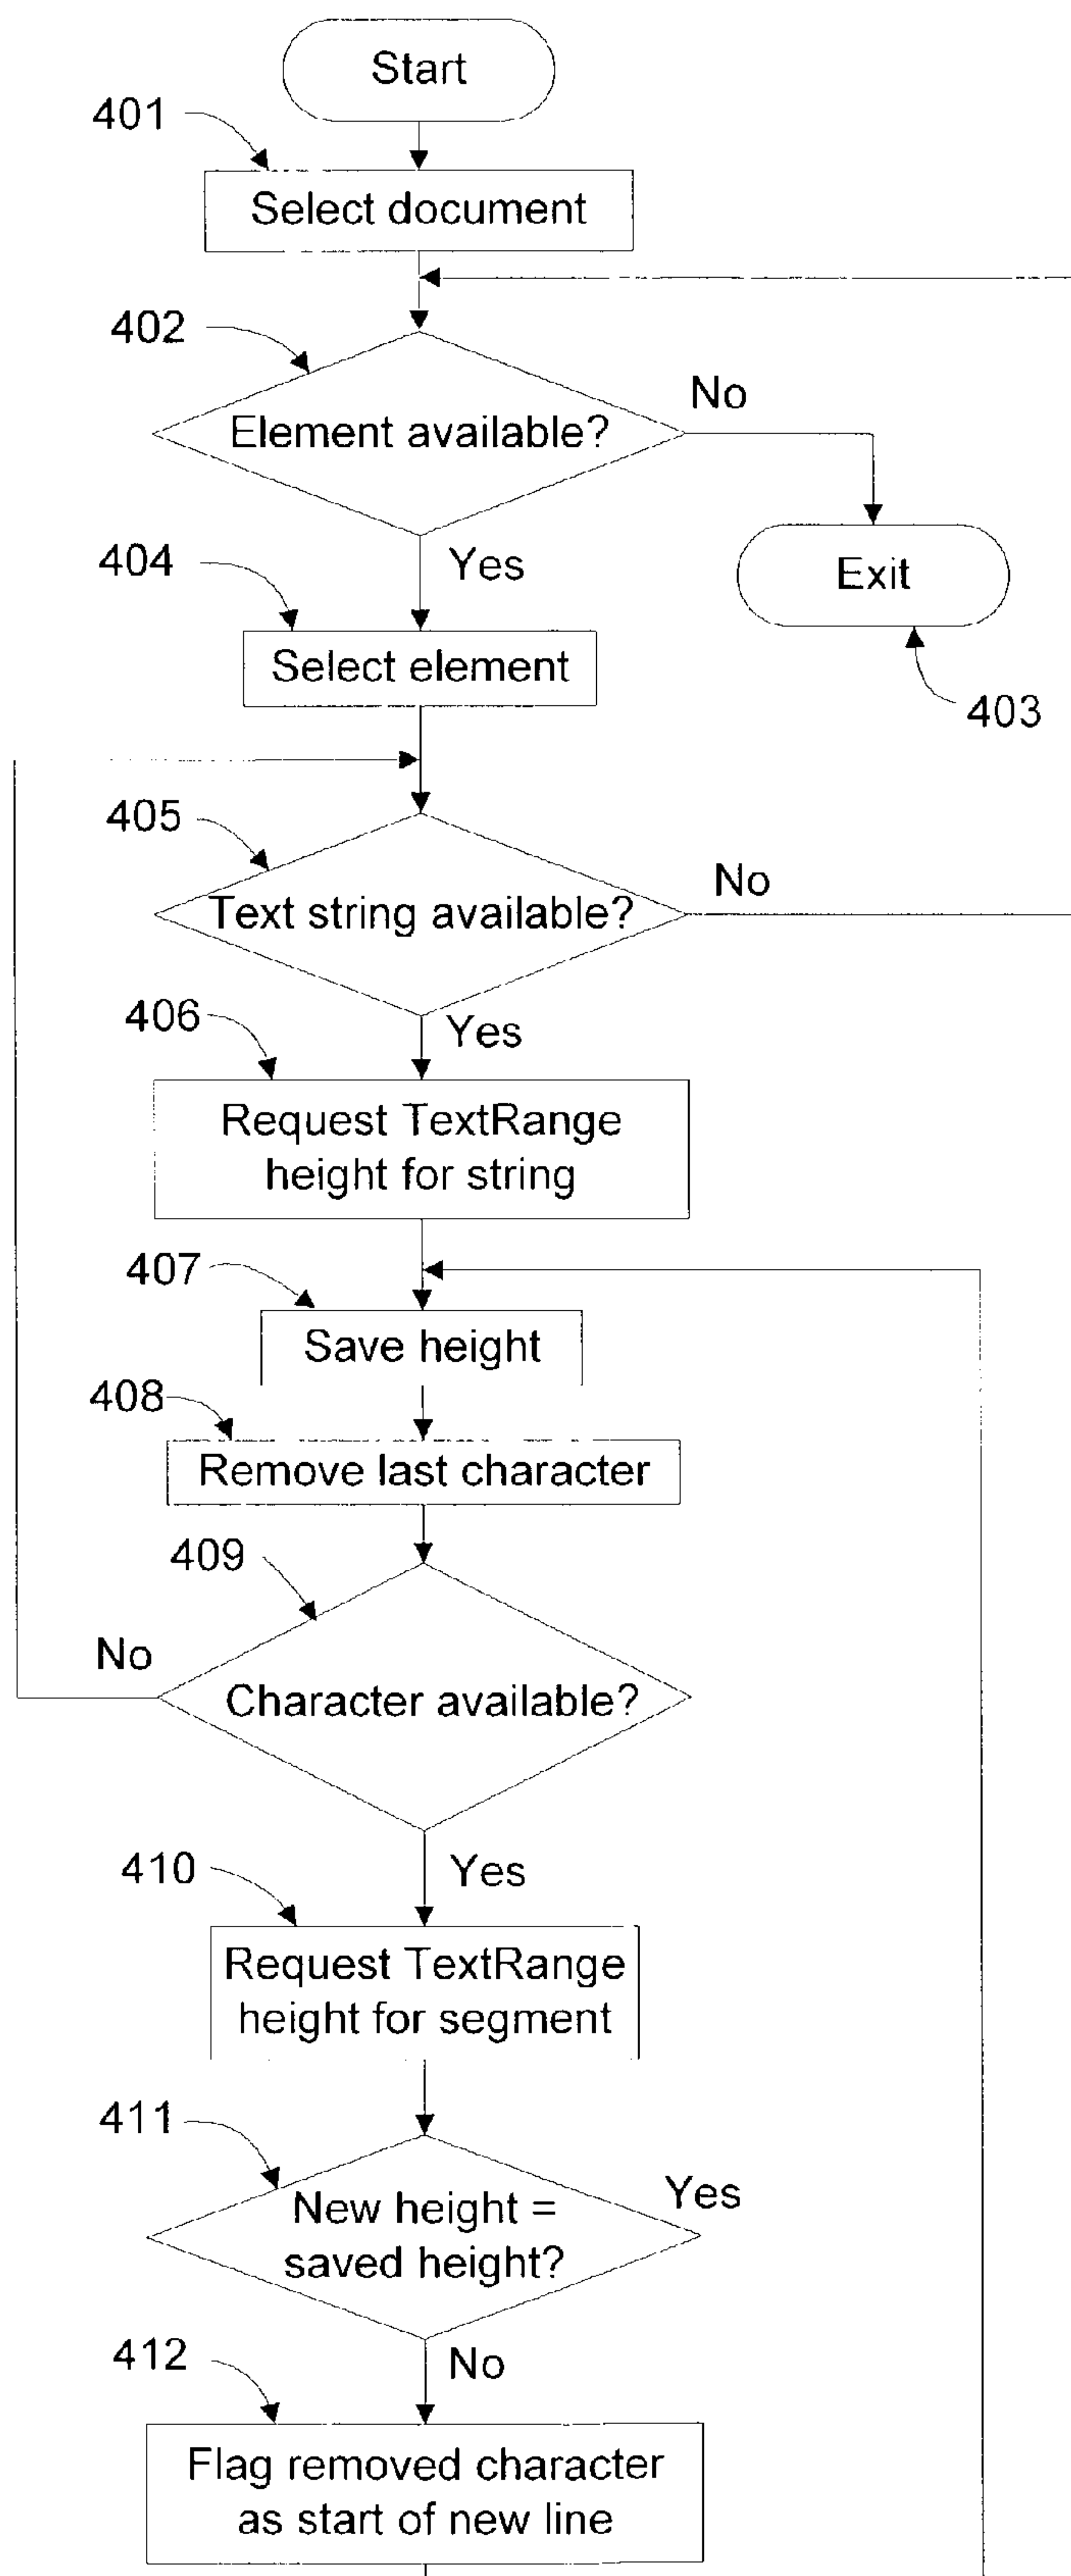 Start
401
Select document
402
Element available?
No
404
Yes
Exit
Select element
403
405
Text string available?
No
406
Yes
Request TextRange
height for string
407
Save height
408
Remove last character
409
No
Character available?
410
Yes
Request TextRange
height for segment
411
Yes
New height =
saved height?
412
No
Flag removed character
as start of new line